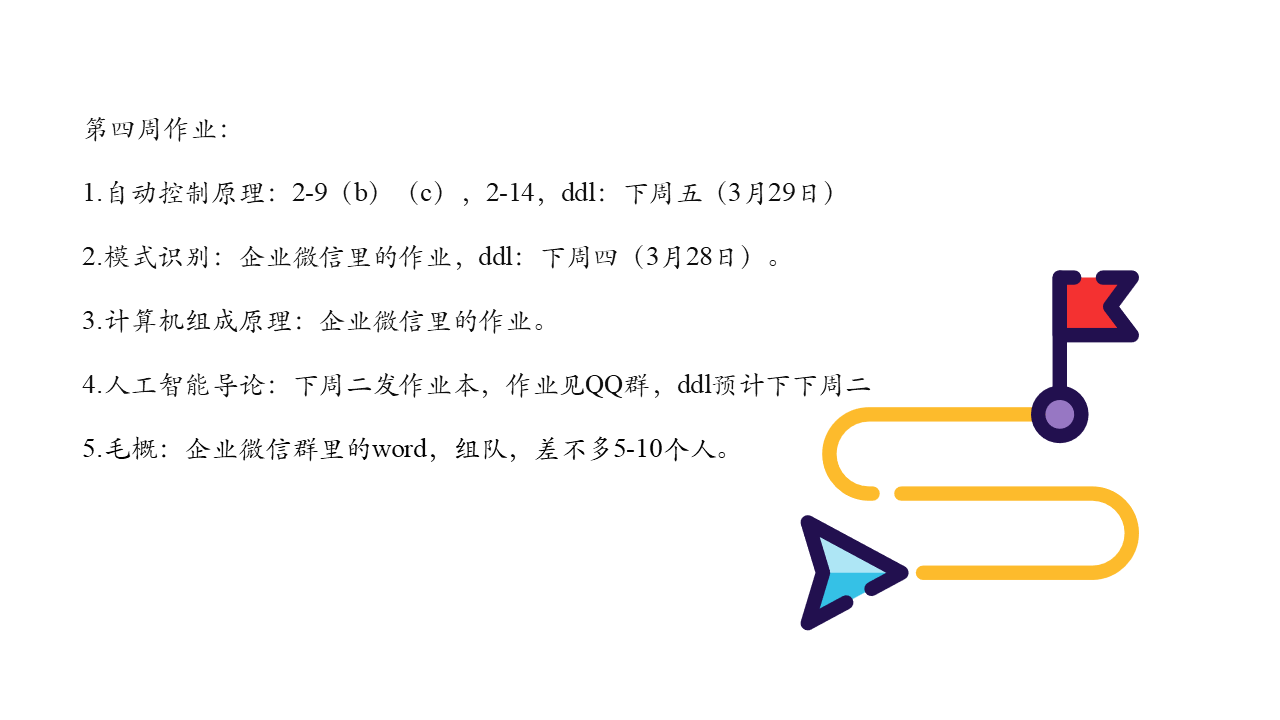 第四周作业：
1.自动控制原理：2-9（b）（c），2-14，ddl：下周五（3月29日）
2.模式识别：企业微信里的作业，ddl：下周四（3月28日）。
3.计算机组成原理：企业微信里的作业。
4.人工智能导论：下周二发作业本，作业见QQ群，ddl预计下下周二
5.毛概：企业微信群里的word，组队，差不多5-10个人。